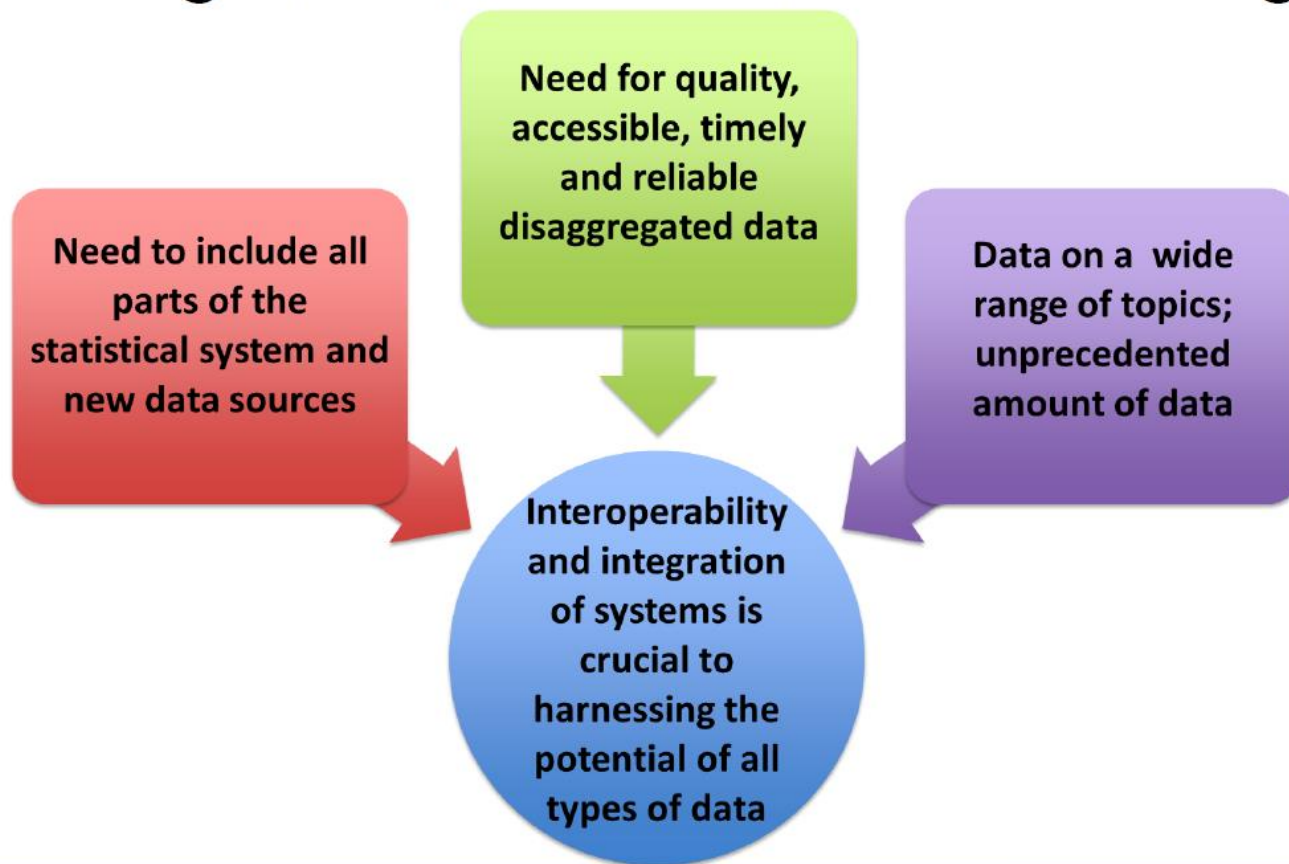 Need for quality,
accessible, timely
and reliable
disaggregated data
Need to include all
parts of the
statistical system and
new data sources
Data on a  wide
range of topics;
unprecedented
amount of data
Interoperability
and integration
of systems is
crucial to
harnessing the
potential of all
types of data